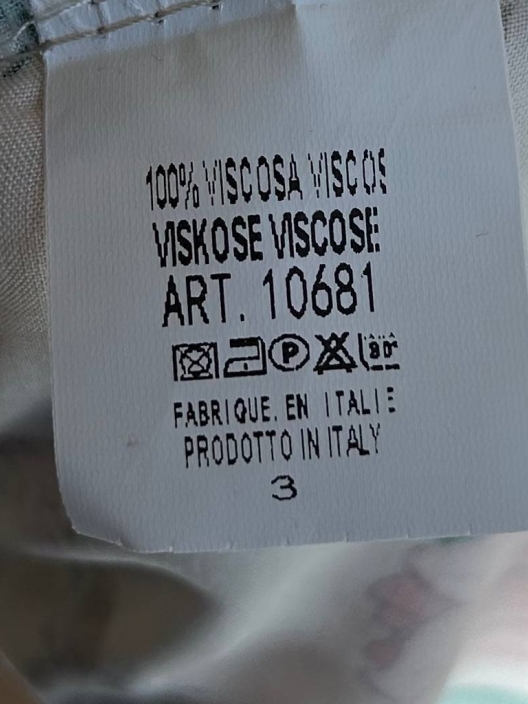 100% VISCOSA VISCOS
VISKOSE VISCOSE
ART. 10681
P
FABRIQUE. EN ITALIE
PRODOTTO IN ITALY
3